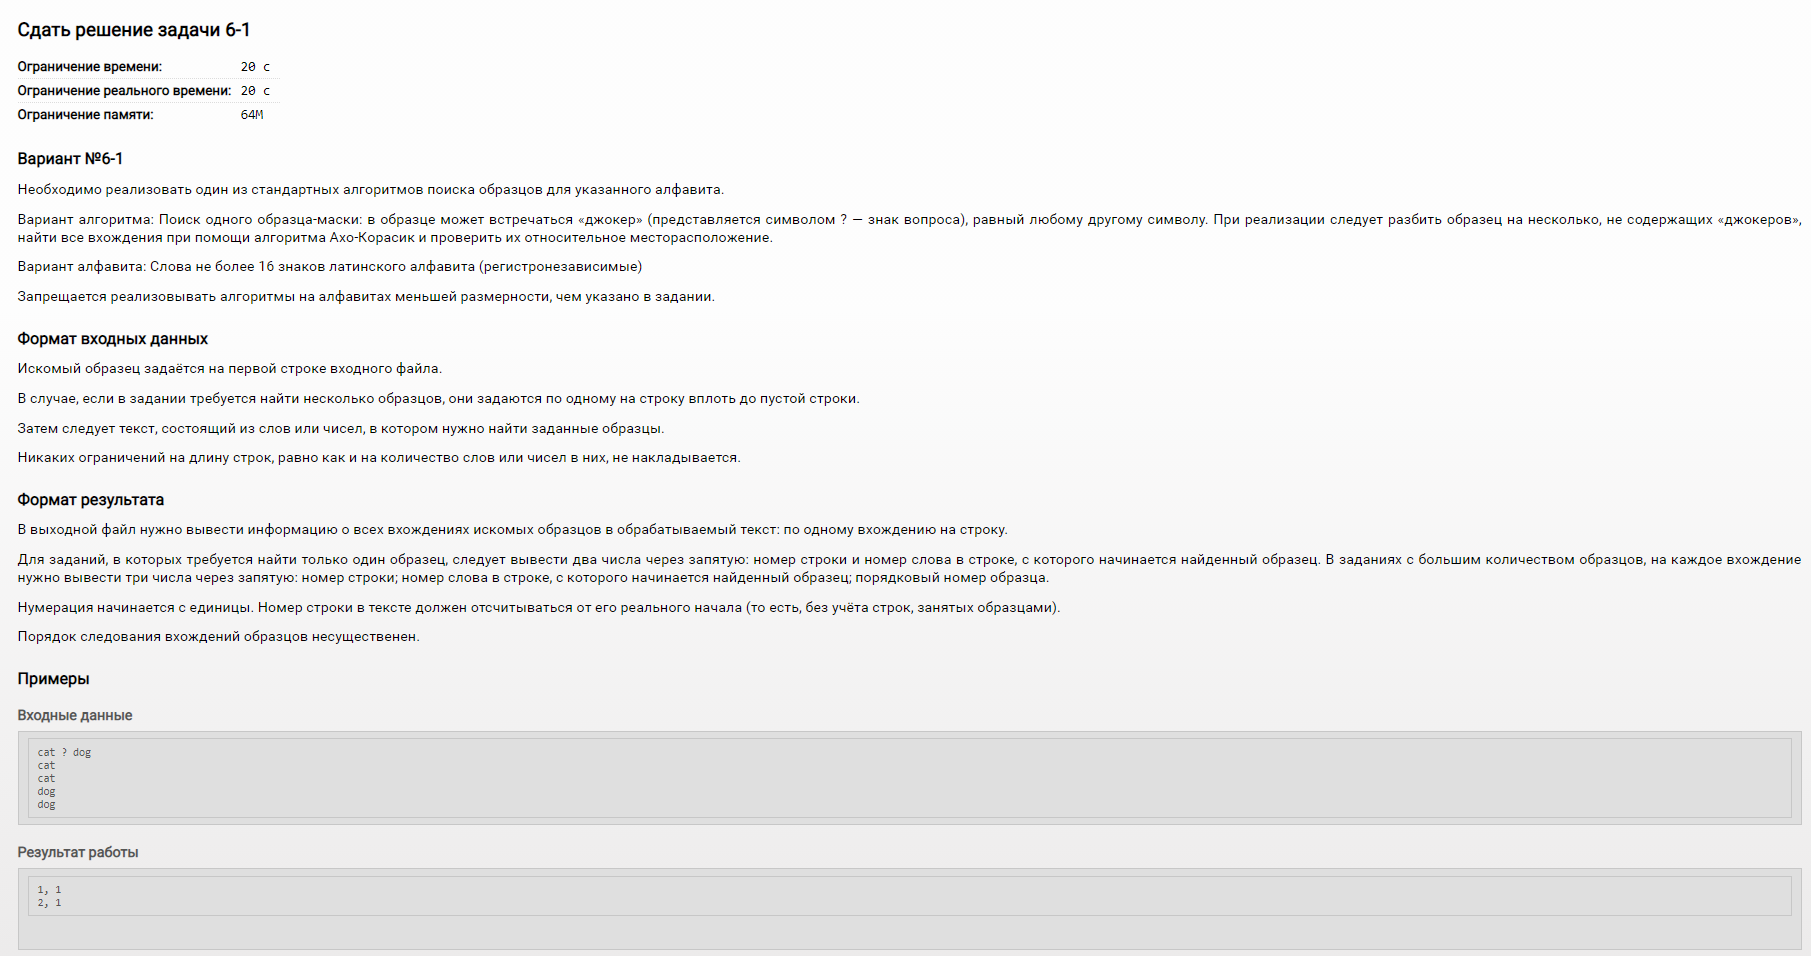 Сдать решение задачи 6-1
Ограничение времени: 20 с
Ограничение реального времени: 20 с
Ограничение памяти: 64M
Вариант №6-1
Необходимо реализовать один из стандартных алгоритмов поиска образцов для указанного алфавита.
Вариант алгоритма: Поиск одного образца-маски: в образце может встречаться «джокер» (представляется символом ? — знак вопроса), равный любому другому символу. При реализации следует разбить образец на несколько, не содержащих «джокеров»,
найти все вхождения при помощи алгоритма Ахо-Корасик и проверить их относительное месторасположение.
Вариант алфавита: Слова не более 16 знаков латинского алфавита (регистронезависимые)
Запрещается реализовывать алгоритмы на алфавитах меньшей размерности, чем указано в задании.
Формат входных данных
Искомый образец задаётся на первой строке входного файла.
В случае, если в задании требуется найти несколько образцов, они задаются по одному на строку вплоть до пустой строки.
Затем следует текст, состоящий из слов или чисел, в котором нужно найти заданные образцы.
Никаких ограничений на длину строк, равно как и на количество слов или чисел в них, не накладывается.
Формат результата
В выходной файл нужно вывести информацию о всех вхождениях искомых образцов в обрабатываемый текст: по одному вхождению на строку.
Для заданий, в которых требуется найти только один образец, следует вывести два числа через запятую: номер строки и номер слова в строке, с которого начинается найденный образец. В заданиях с большим количеством образцов, на каждое вхождение
нужно вывести три числа через запятую: номер строки; номер слова в строке, с которого начинается найденный образец; порядковый номер образца.
Нумерация начинается с единицы. Номер строки в тексте должен отсчитываться от его реального начала (то есть, без учёта строк, занятых образцами).
Порядок следования вхождений образцов несущественен.
Примеры
Входные данные
cat ? dog
cat
cat
dog
dog
Результат работы
1, 1
2, 1